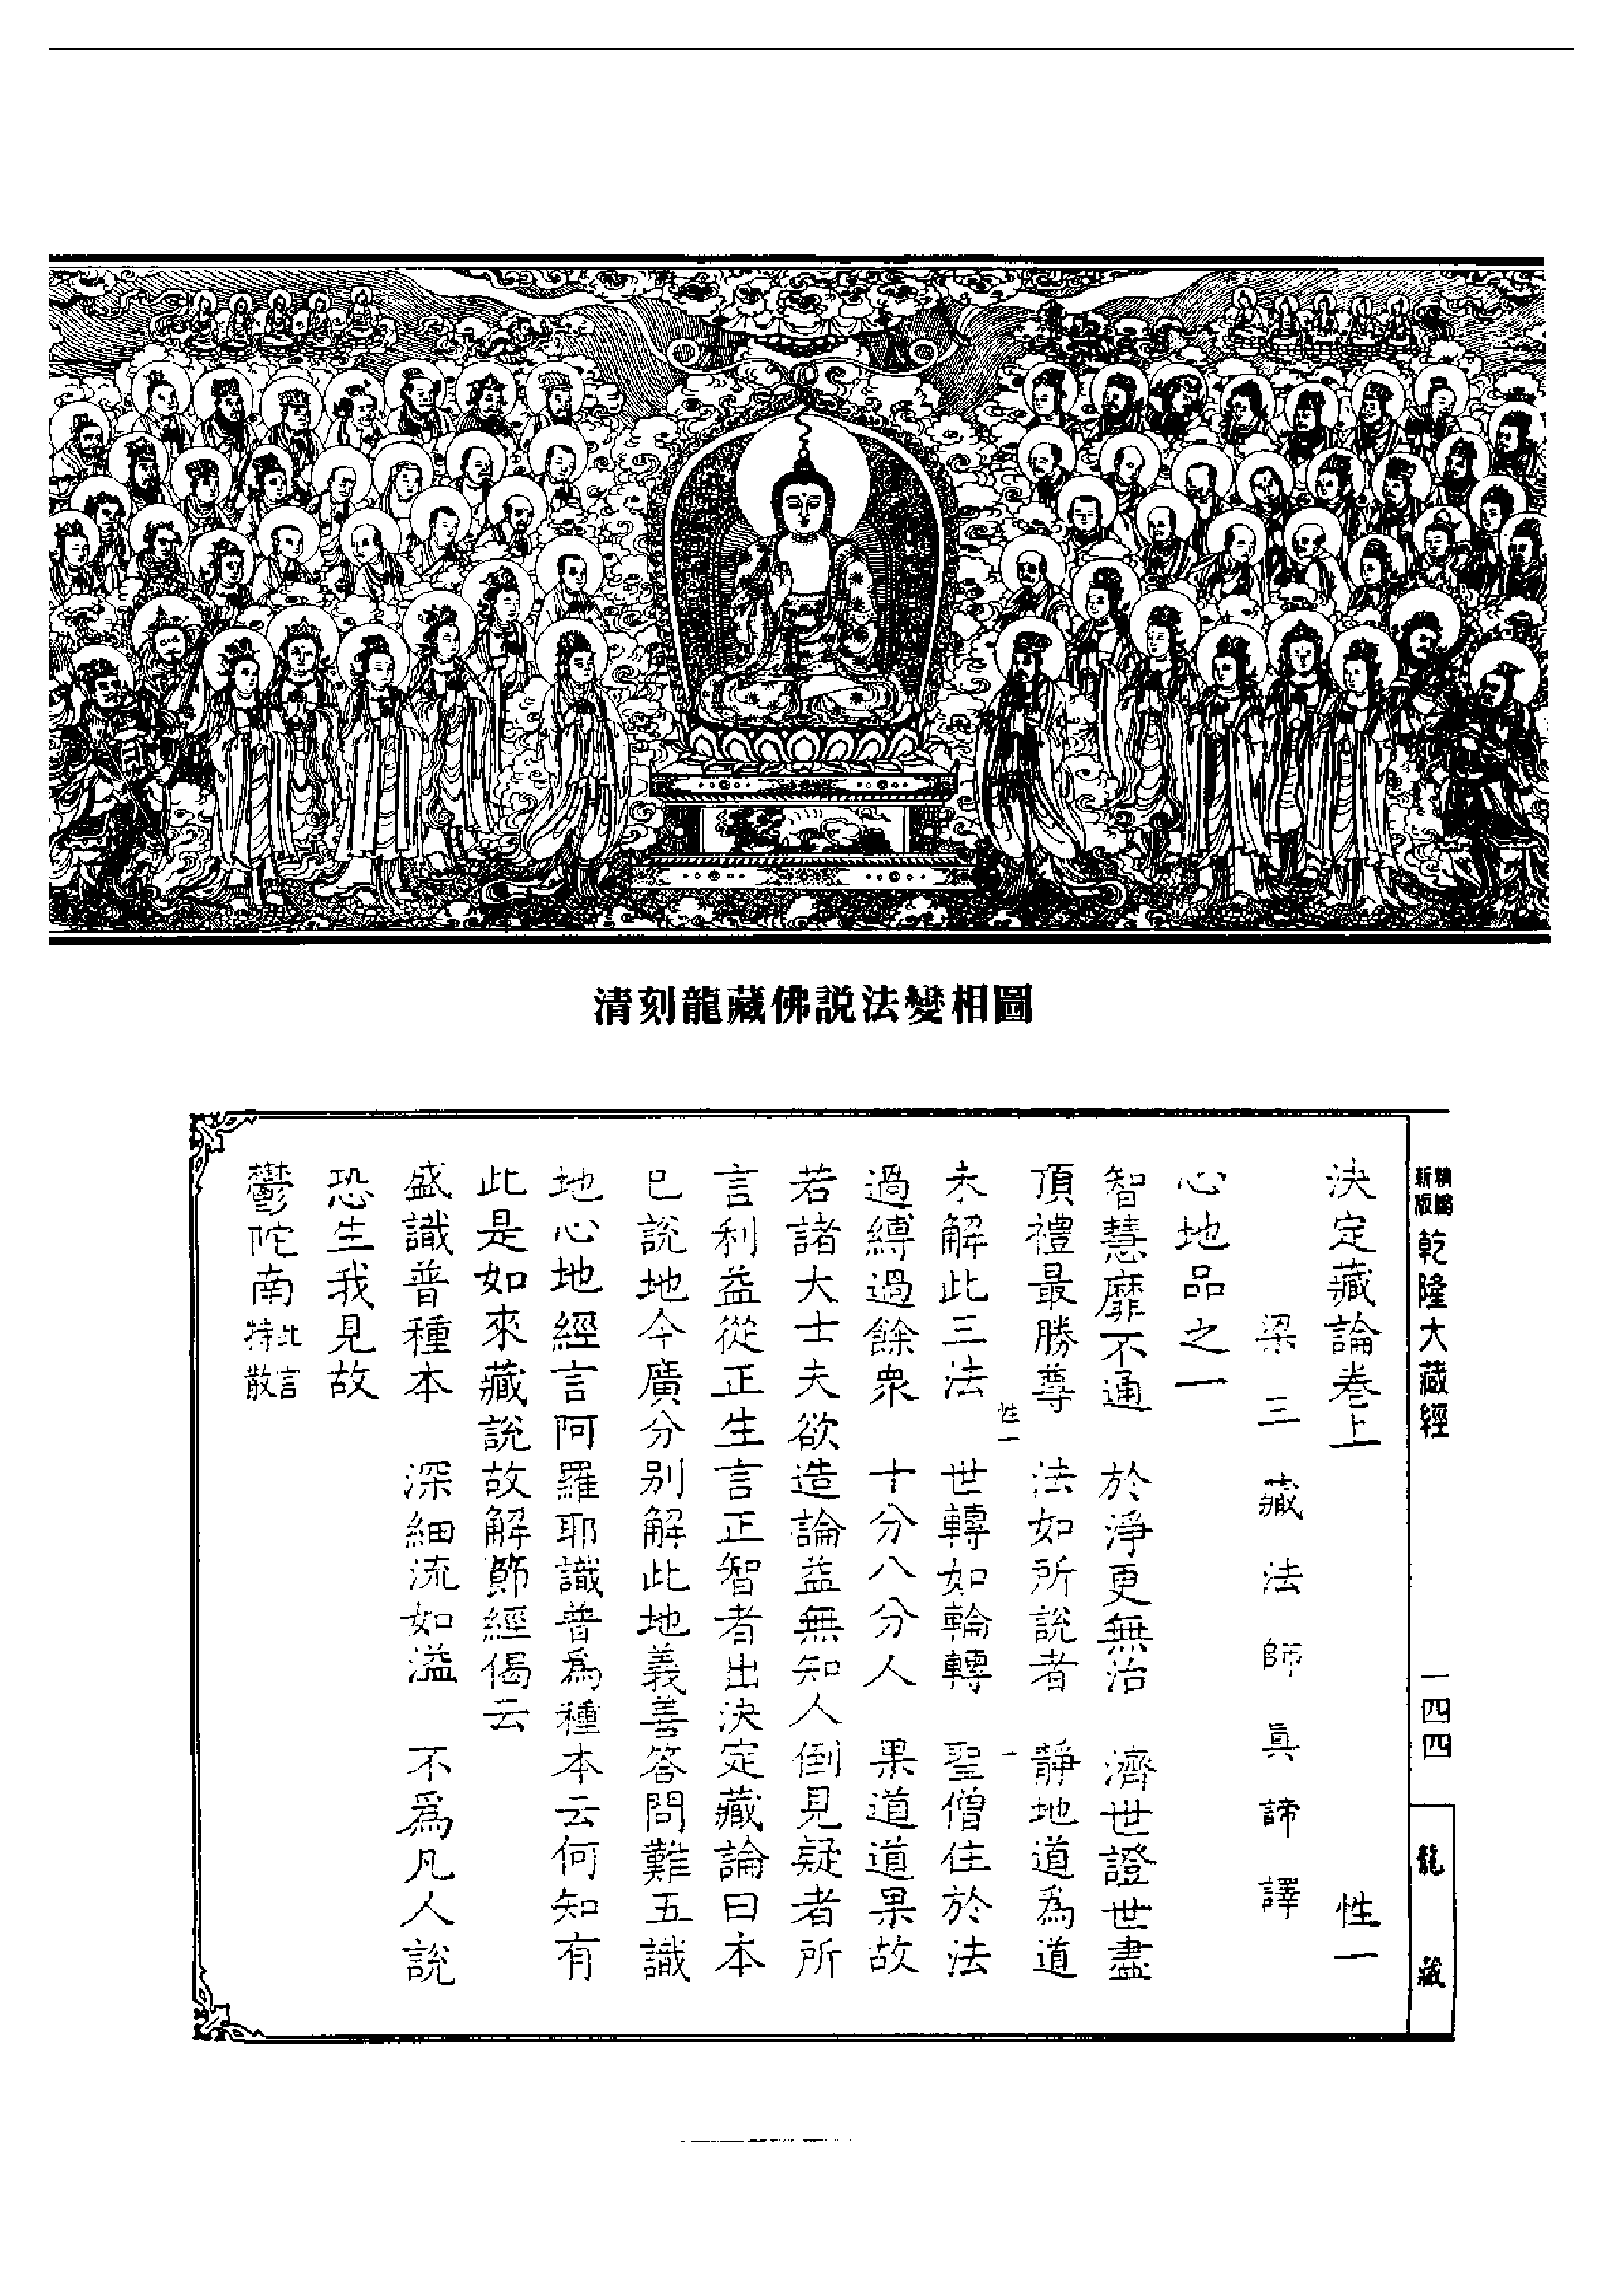 清刻龍藏佛説法變相圖
新版
乾隆大藏經
一四四
龍藏
決定藏論卷上 性一
梁三藏法師真諦譯
心地品之一
智慧靡不通 於淨更無治 濟世證世盡
頂禮最勝尊 法如所說者 靜地道為道
性一 一
未解此三法 世轉如輪轉 聖僧住於法
過縛過餘衆 十分八分人 果道道果故
若諸大士夫欲造論益無知人倒見疑者所
言利益從正生言正智者出決定藏論曰本
已說地今廣分別解此地義善答問難五識
地心地經言阿羅耶識普為種本云何知有
此是如來藏說故解節經偈云
盛識普種本 深細流如溢 不為凡人說
恐生我見故
鬱陀南此言
持散